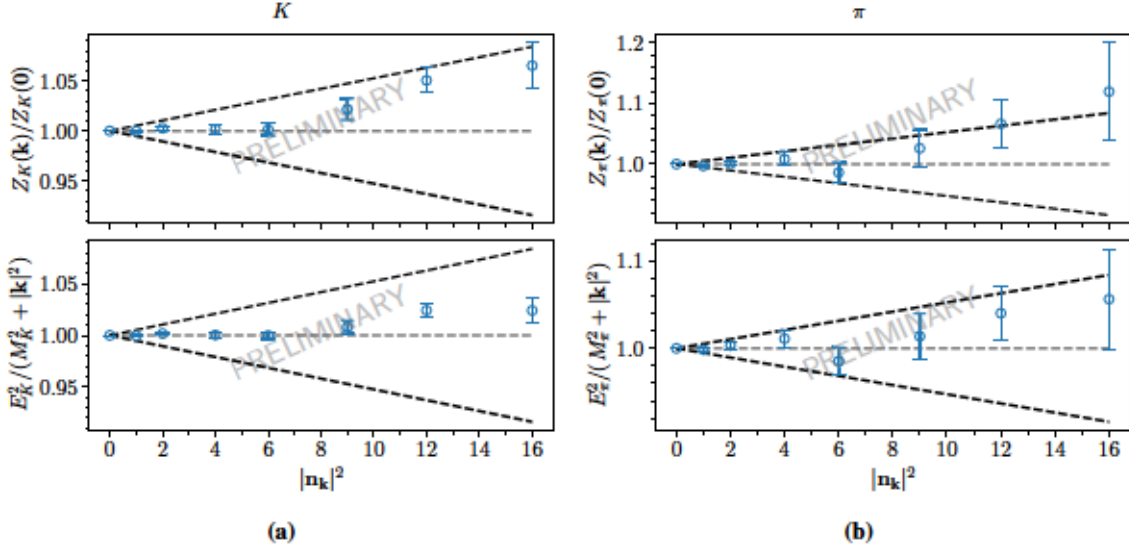 K
π
Z_K(k)/Z_K(0)
1.05
1.00
0.95
PRELIMINARY
Z_π(k)/Z_π(0)
1.2
1.1
1.0
PRELIMINARY
E_K^2/(M_K^2 + |k|^2)
1.05
1.00
0.95
PRELIMINARY
0 2 4 6 8 10 12 14 16
|n_k|^2
(a)
E_π^2/(M_π^2 + |k|^2)
1.1
1.0
PRELIMINARY
0 2 4 6 8 10 12 14 16
|n_k|^2
(b)